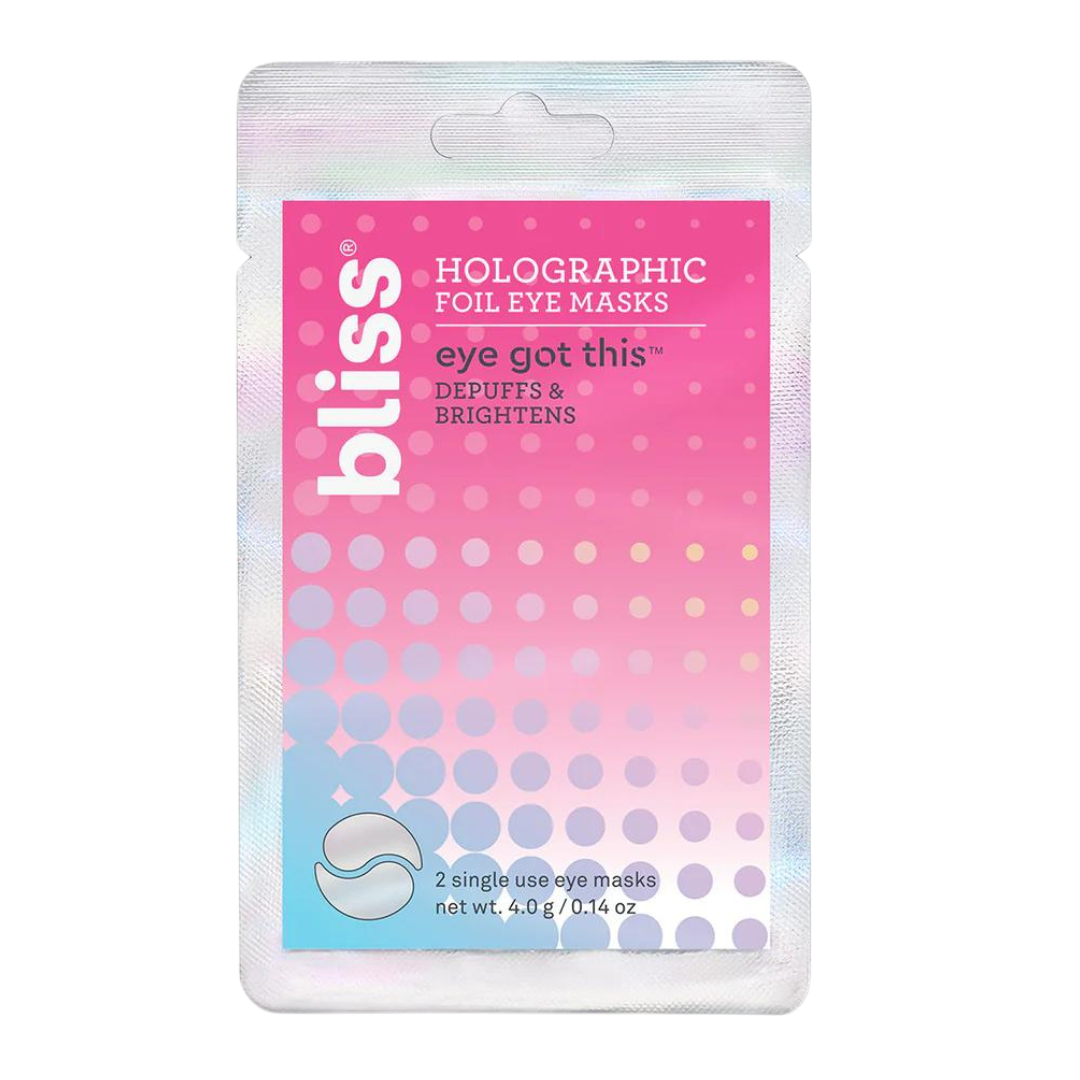 bliss®
HOLOGRAPHIC
FOIL EYE MASKS
eye got this™
DEPUFFS &
BRIGHTENS
2 single use eye masks
net wt. 4.0 g / 0.14 oz